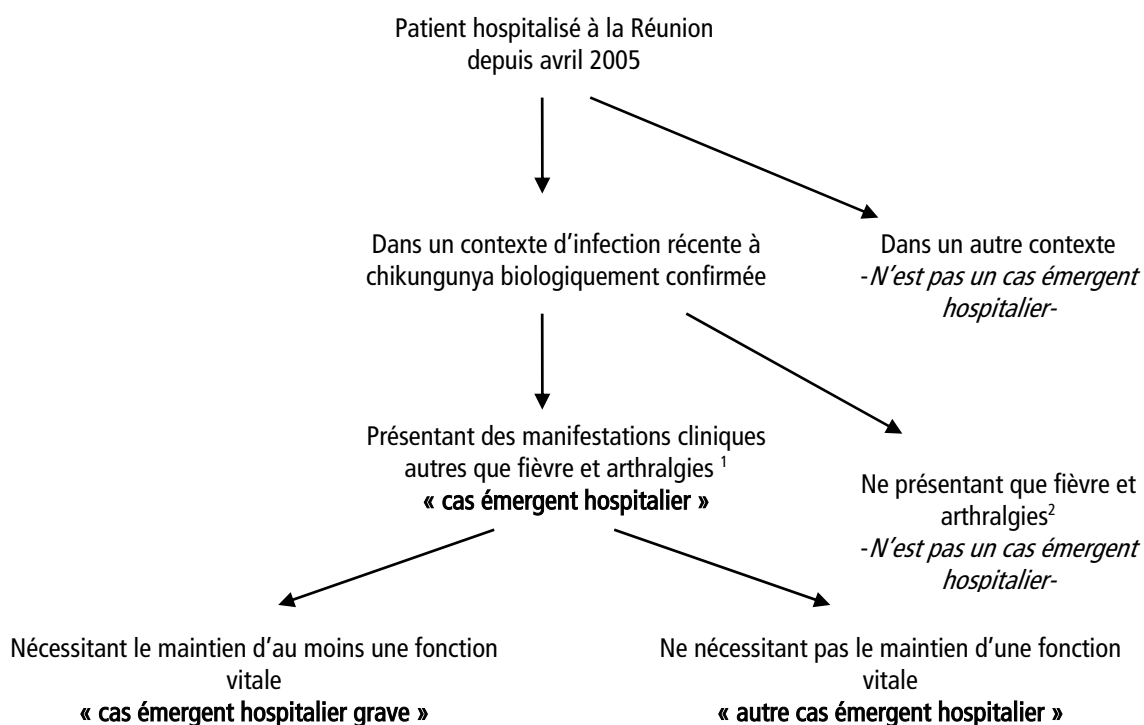 Patient hospitalisé à la Réunion
depuis avril 2005
Dans un contexte d’infection récente à
chikungunya biologiquement confirmée
Dans un autre contexte
-N’est pas un cas émergent
hospitalier-
Présentant des manifestations cliniques
autres que fièvre et arthralgies 1
« cas émergent hospitalier »
Ne présentant que fièvre et
arthralgies2
-N’est pas un cas émergent
hospitalier-
Nécessitant le maintien d’au moins une fonction
vitale
« cas émergent hospitalier grave »
Ne nécessitant pas le maintien d’une fonction
vitale
« autre cas émergent hospitalier »